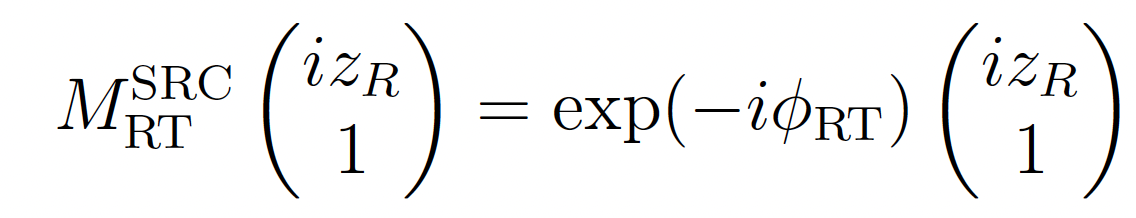 M_{\mathrm{RT}}^{\mathrm{SRC}} \begin{pmatrix} iz_R \\ 1 \end{pmatrix} = \exp(-i\phi_{\mathrm{RT}}) \begin{pmatrix} iz_R \\ 1 \end{pmatrix}